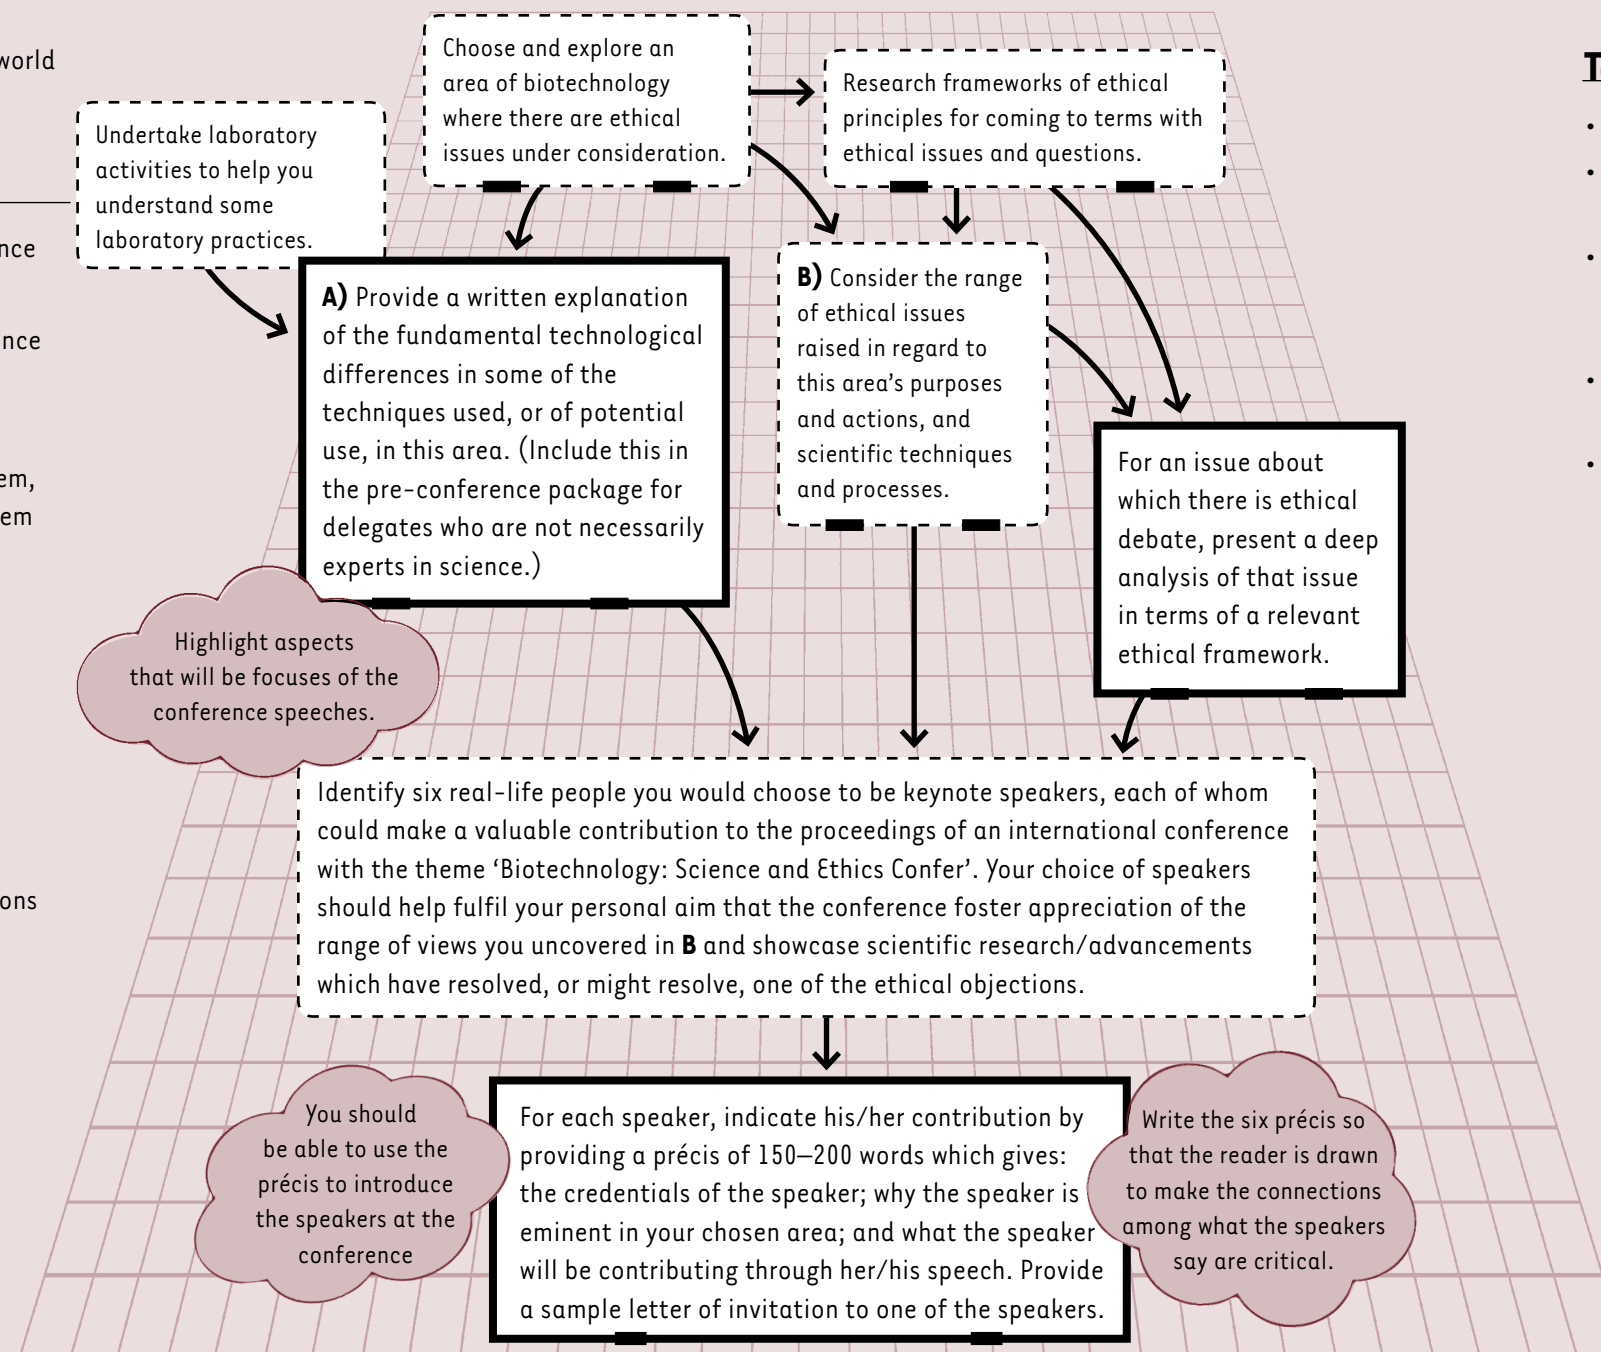 world
nce
nce
em,
em
ons
Undertake laboratory
activities to help you
understand some
laboratory practices.
Choose and explore an
area of biotechnology
where there are ethical
issues under consideration.
Research frameworks of ethical
principles for coming to terms with
ethical issues and questions.
A) Provide a written explanation
of the fundamental technological
differences in some of the
techniques used, or of potential
use, in this area. (Include this in
the pre-conference package for
delegates who are not necessarily
experts in science.)
B) Consider the range
of ethical issues
raised in regard to
this area's purposes
and actions, and
scientific techniques
and processes.
For an issue about
which there is ethical
debate, present a deep
analysis of that issue
in terms of a relevant
ethical framework.
Highlight aspects
that will be focuses of the
conference speeches.
Identify six real-life people you would choose to be keynote speakers, each of whom
could make a valuable contribution to the proceedings of an international conference
with the theme ‘Biotechnology: Science and Ethics Confer’. Your choice of speakers
should help fulfil your personal aim that the conference foster appreciation of the
range of views you uncovered in B and showcase scientific research/advancements
which have resolved, or might resolve, one of the ethical objections.
You should
be able to use the
précis to introduce
the speakers at the
conference
For each speaker, indicate his/her contribution by
providing a précis of 150–200 words which gives:
the credentials of the speaker; why the speaker is
eminent in your chosen area; and what the speaker
will be contributing through her/his speech. Provide
a sample letter of invitation to one of the speakers.
Write the six précis so
that the reader is drawn
to make the connections
among what the speakers
say are critical.